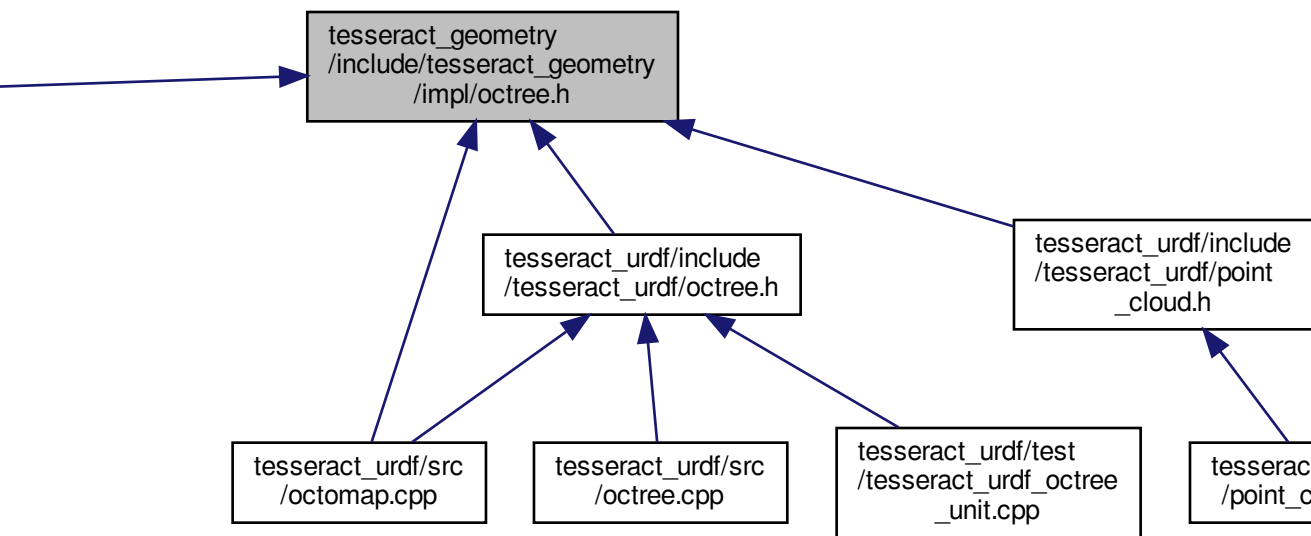 tesseract_geometry
/include/tesseract_geometry
/impl/octree.h
tesseract_urdf/include
/tesseract_urdf/octree.h
tesseract_urdf/include
/tesseract_urdf/point
_cloud.h
tesseract_urdf/src
/octomap.cpp
tesseract_urdf/src
/octree.cpp
tesseract_urdf/test
/tesseract_urdf_octree
_unit.cpp